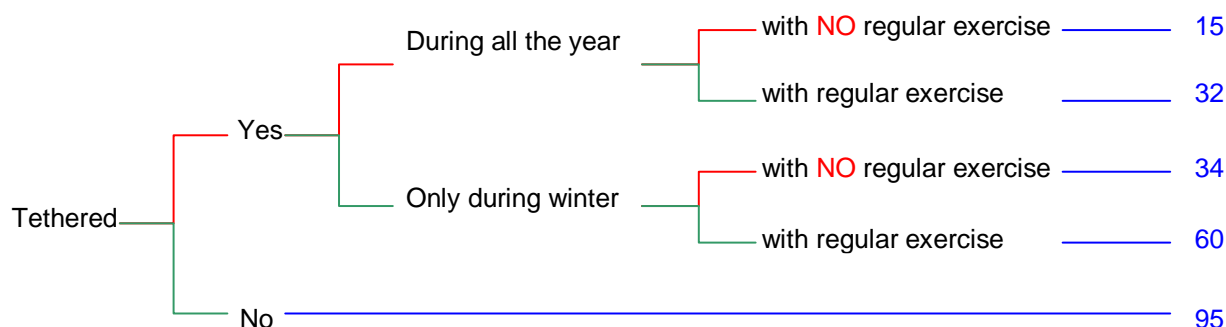 with NO regular exercise 15
During all the year
with regular exercise 32
Yes
with NO regular exercise 34
Only during winter
Tethered
with regular exercise 60
No 95